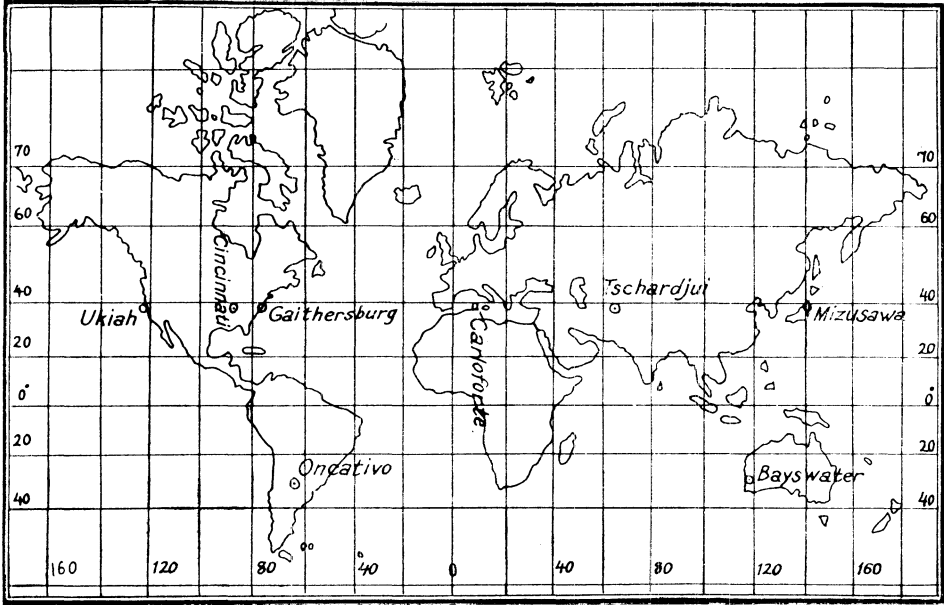 70 70
60 60
Cincinnati
40 Tschardjui 40
Ukiah Gaithersburg Mizusawa
Carloforte
20 20
0° 0°
20 20
Oncativo
Bayswater
40 40
160 120 80 40 0 40 80 120 160